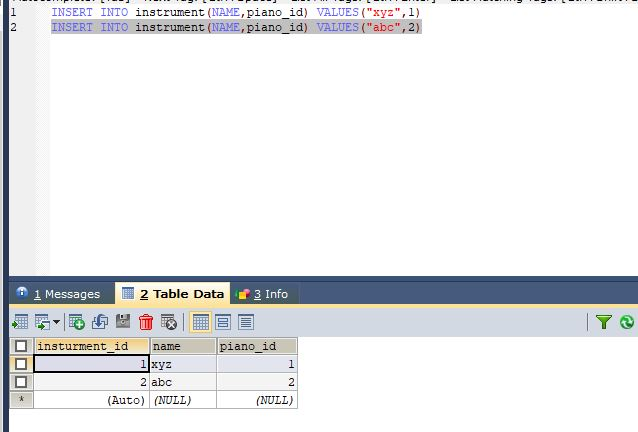 1 INSERT INTO instrument(NAME,piano_id) VALUES("xyz",1)
2 INSERT INTO instrument(NAME,piano_id) VALUES("abc",2)
1 Messages 2 Table Data 3 Info
insturment_id name piano_id
1 xyz 1
2 abc 2
* (Auto) (NULL) (NULL)